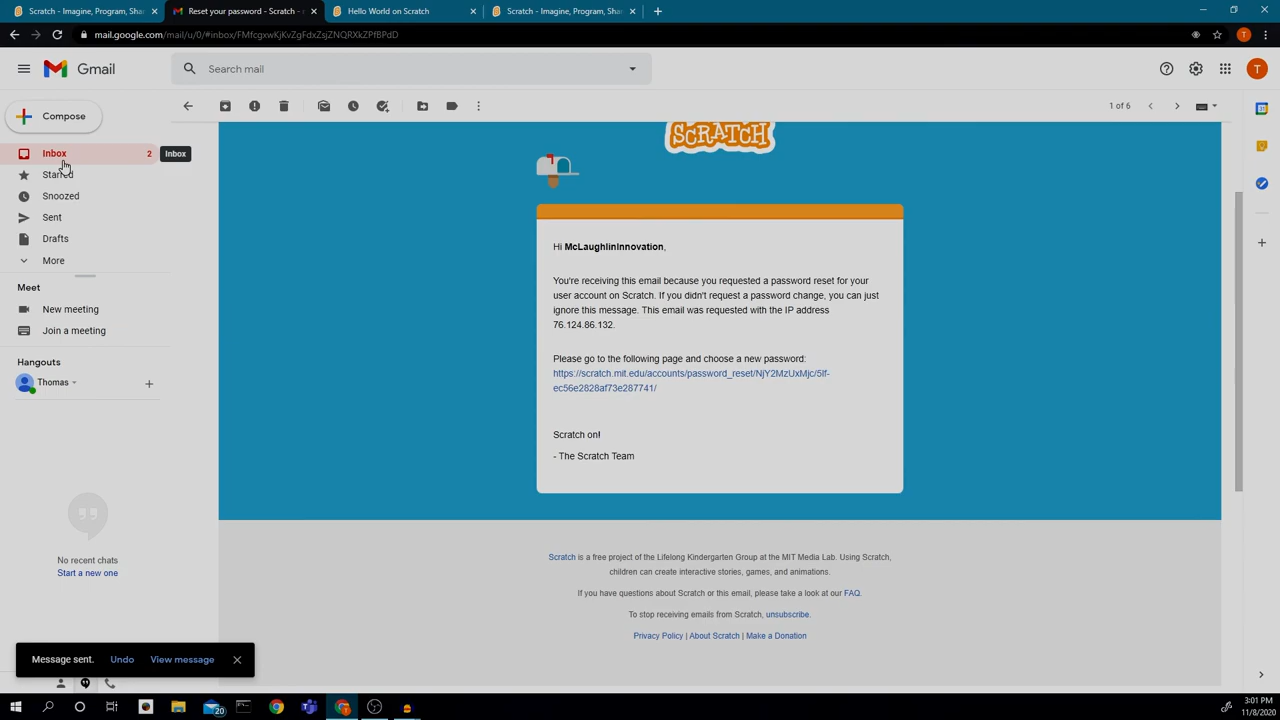 Scratch - Imagine, Program, Shar
Reset your password - Scratch -
Hello World on Scratch
Scratch - Imagine, Program, Shar
mail.google.com/mail/u/0/#inbox/FMfcgxwKjKvZgFdxZsjZNQRXkZPfBPdD
T
Gmail
Search mail
T
Compose
1 of 6
Inbox
2
Inbox
Starred
Snoozed
Sent
Drafts
More
Meet
New meeting
Join a meeting
Hangouts
Thomas
No recent chats
Start a new one
SCRATCH
Hi McLaughlinInnovation,
You're receiving this email because you requested a password reset for your
user account on Scratch. If you didn't request a password change, you can just
ignore this message. This email was requested with the IP address
76.124.86.132.
Please go to the following page and choose a new password:
https://scratch.mit.edu/accounts/password_reset/NjY2MzUxMjc/5lf-
ec56e2828af73e287741/
Scratch on!
- The Scratch Team
Scratch is a free project of the Lifelong Kindergarten Group at the MIT Media Lab. Using Scratch,
children can create interactive stories, games, and animations.
If you have questions about Scratch or this email, please take a look at our FAQ.
To stop receiving emails from Scratch, unsubscribe.
Privacy Policy | About Scratch | Make a Donation
Message sent.
Undo
View message
20
3:01 PM
11/8/2020